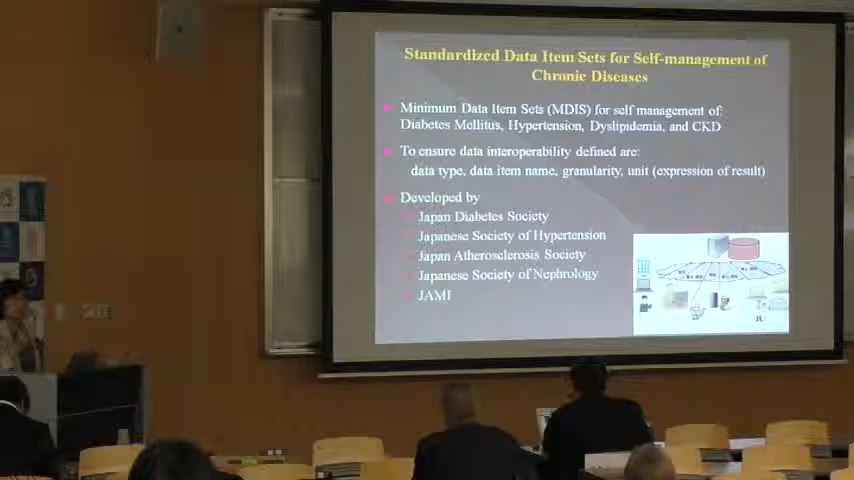 Standardized Data Item Sets for Self-management of
Chronic Diseases
Minimum Data Item Sets (MDIS) for self management of:
Diabetes Mellitus, Hypertension, Dyslipidemia, and CKD
To ensure data interoperability defined are:
data type, data item name, granularity, unit (expression of result)
Developed by
Japan Diabetes Society
Japanese Society of Hypertension
Japan Atherosclerosis Society
Japanese Society of Nephrology
JAMI